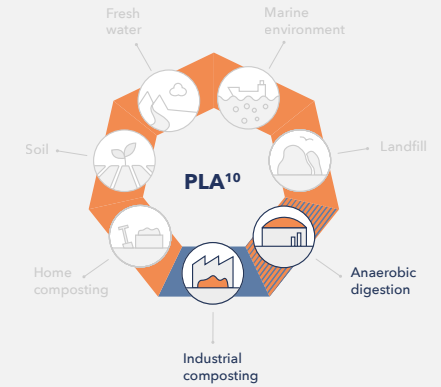 Fresh
water
Marine
environment
Soil
Landfill
PLA¹⁰
Home
composting
Anaerobic
digestion
Industrial
composting